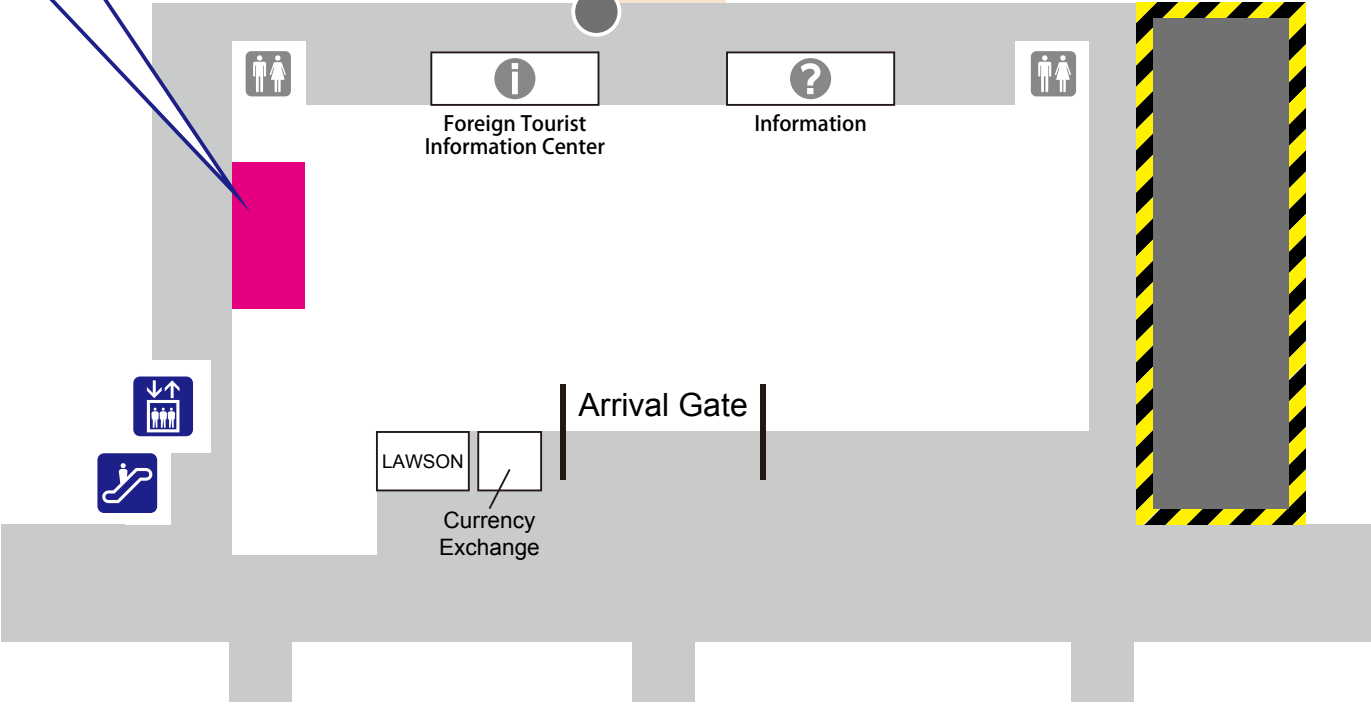 Foreign Tourist
Information Center
Information
Arrival Gate
LAWSON
Currency
Exchange